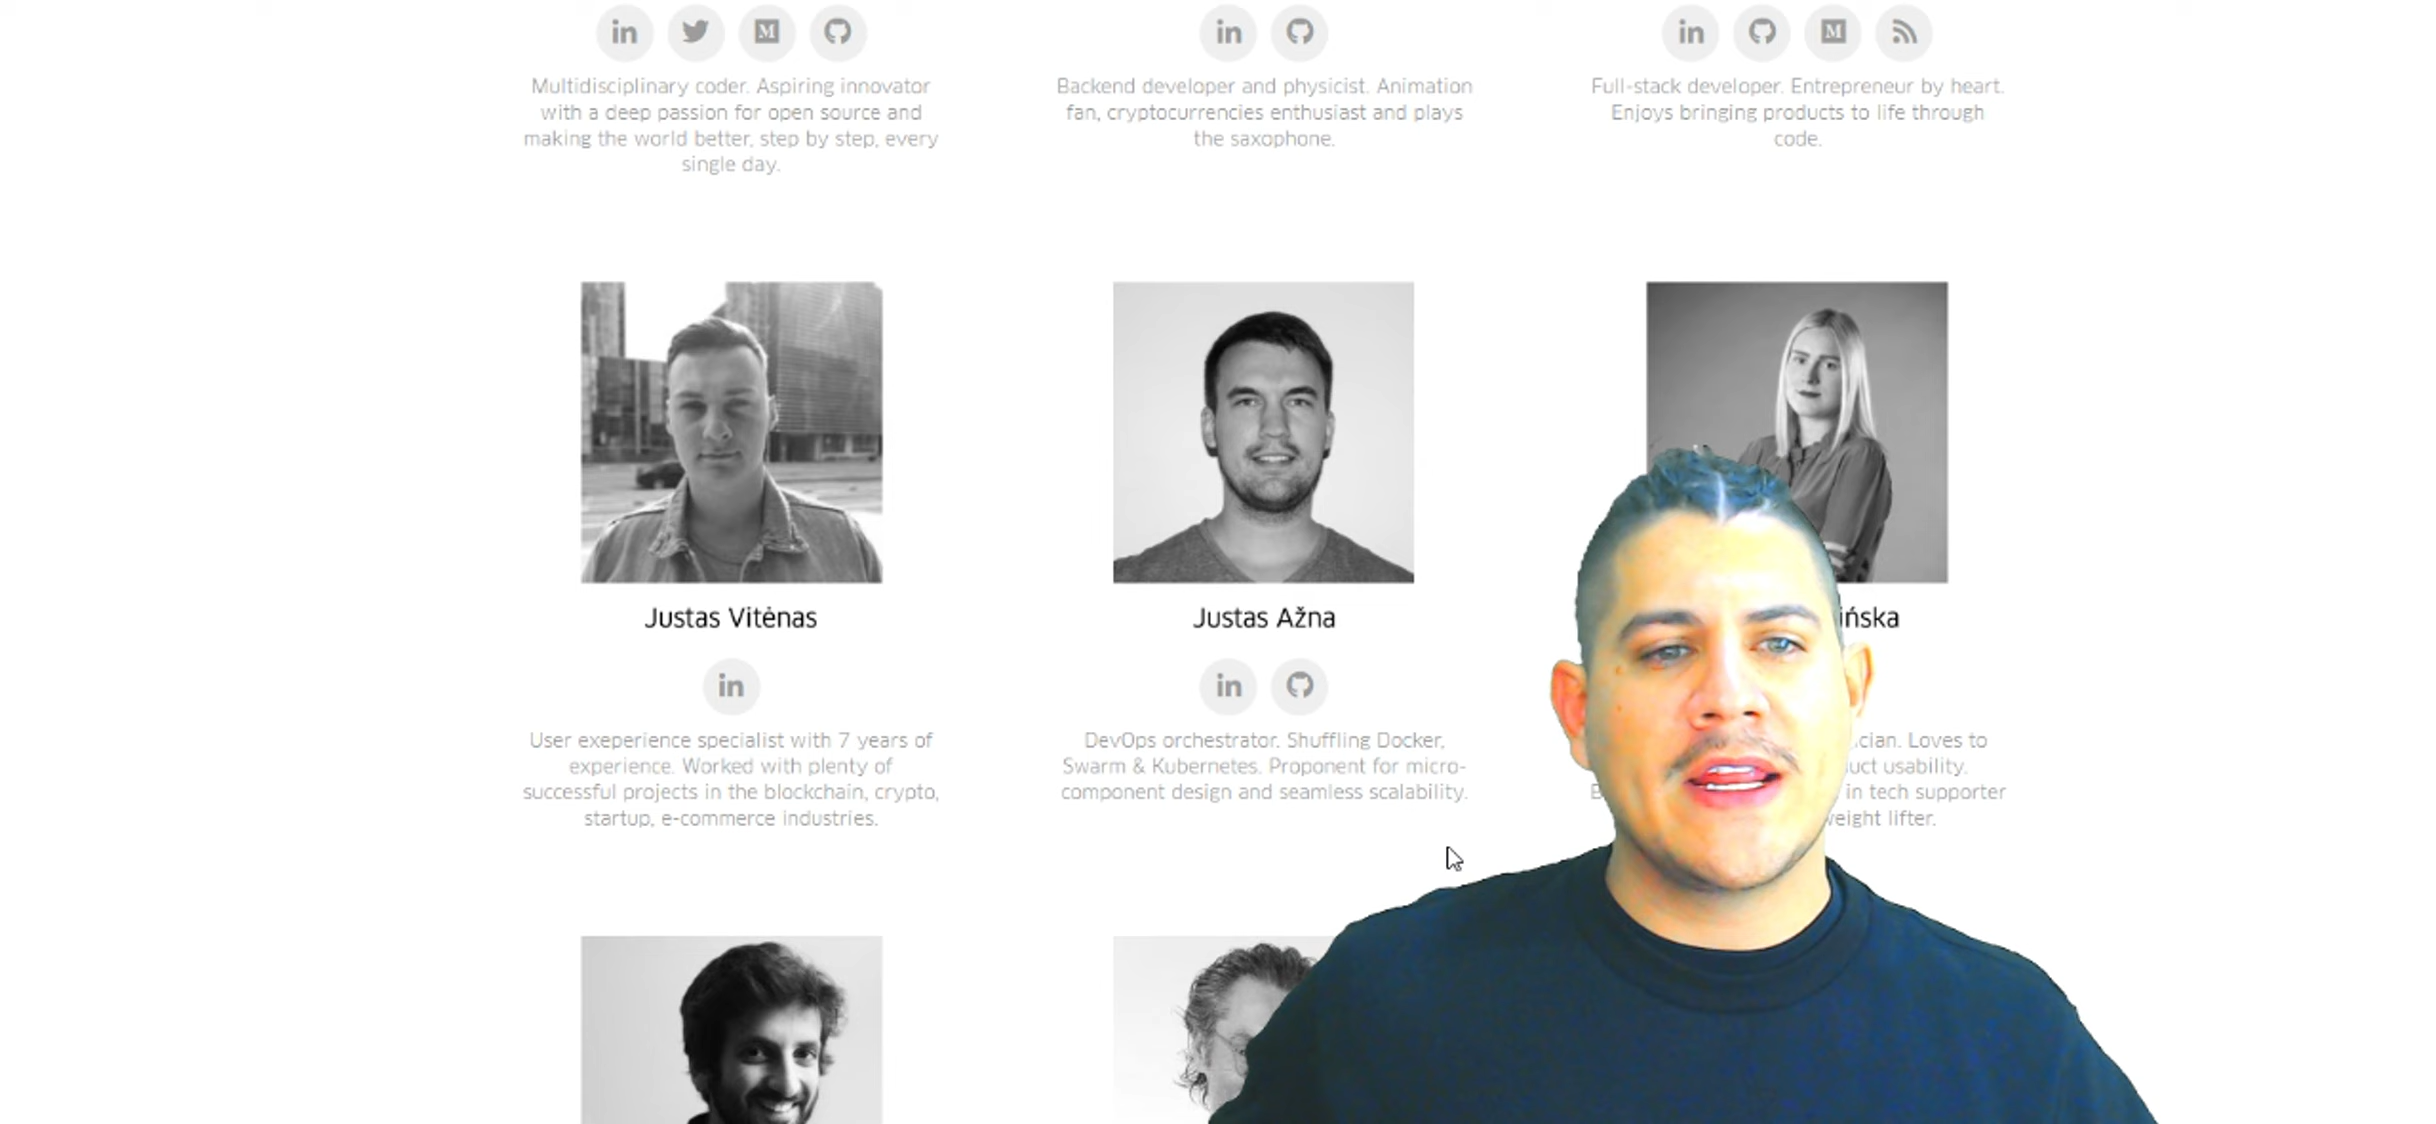 Multidisciplinary coder. Aspiring innovator
with a deep passion for open source and
making the world better, step by step, every
single day.
Backend developer and physicist. Animation
fan, cryptocurrencies enthusiast and plays
the saxophone.
Full-stack developer. Entrepreneur by heart.
Enjoys bringing products to life through
code.
Justas Vitėnas
Justas Ažna
User exeperience specialist with 7 years of
experience. Worked with plenty of
successful projects in the blockchain, crypto,
startup, e-commerce industries.
DevOps orchestrator. Shuffling Docker,
Swarm & Kubernetes. Proponent for micro-
component design and seamless scalability.
Loves to
usability.
in tech supporter
lifter.